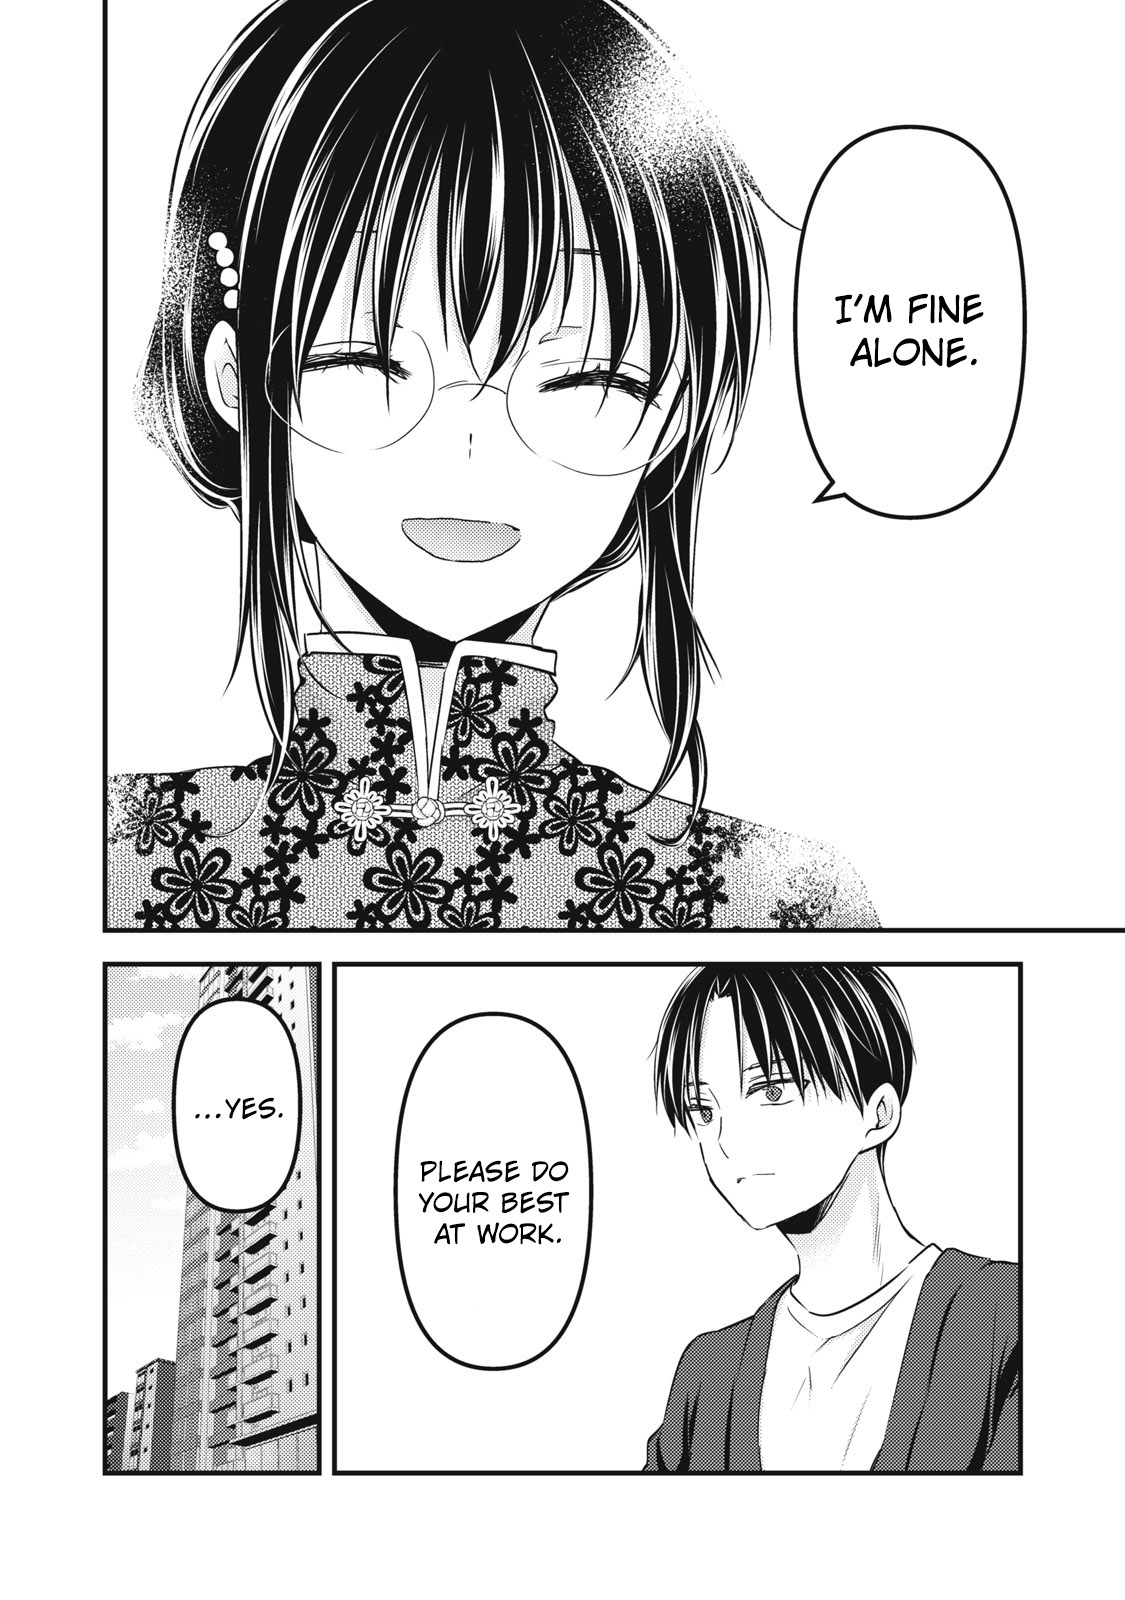 I'M FINE
ALONE.
PLEASE DO
YOUR BEST
AT WORK.
...YES.